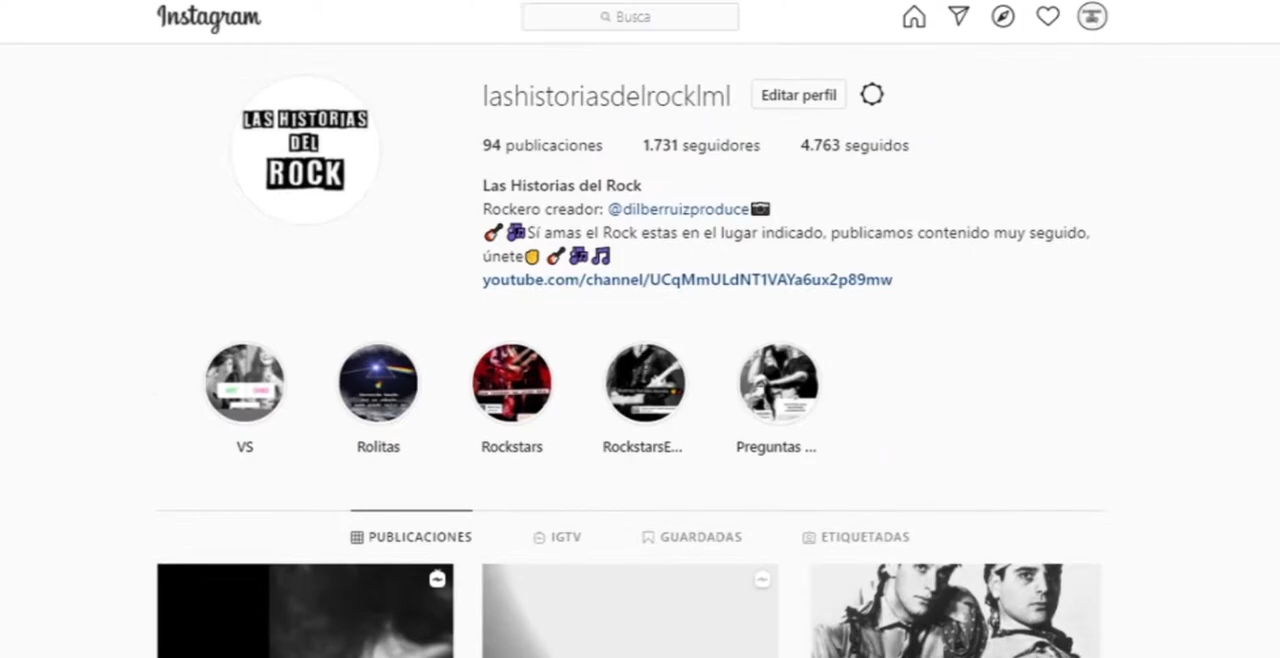 Instagram
Busca
LAS HISTORIAS
DEL
ROCK
lashistoriasdelrocklml
Editar perfil
94 publicaciones 1.731 seguidores 4.763 seguidos
Las Historias del Rock
Rockero creador: @dilberruizproduce📷
🎸🎶Sí amas el Rock estas en el lugar indicado, publicamos contenido muy seguido,
únete✊🎸🎶🎵
youtube.com/channel/UCqMmULdNT1VAYa6ux2p89mw
VS Rolitas Rockstars RockstarsE... Preguntas ...
PUBLICACIONES IGTV GUARDADAS ETIQUETADAS